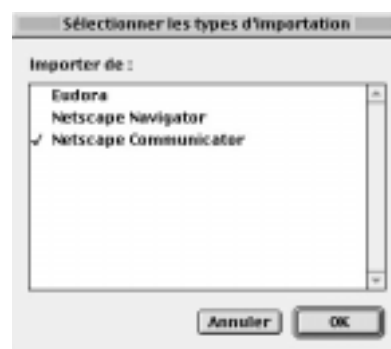 Sélectionner les types d'importation
Importer de :
Eudora
Netscape Navigator
✓ Netscape Communicator
Annuler OK